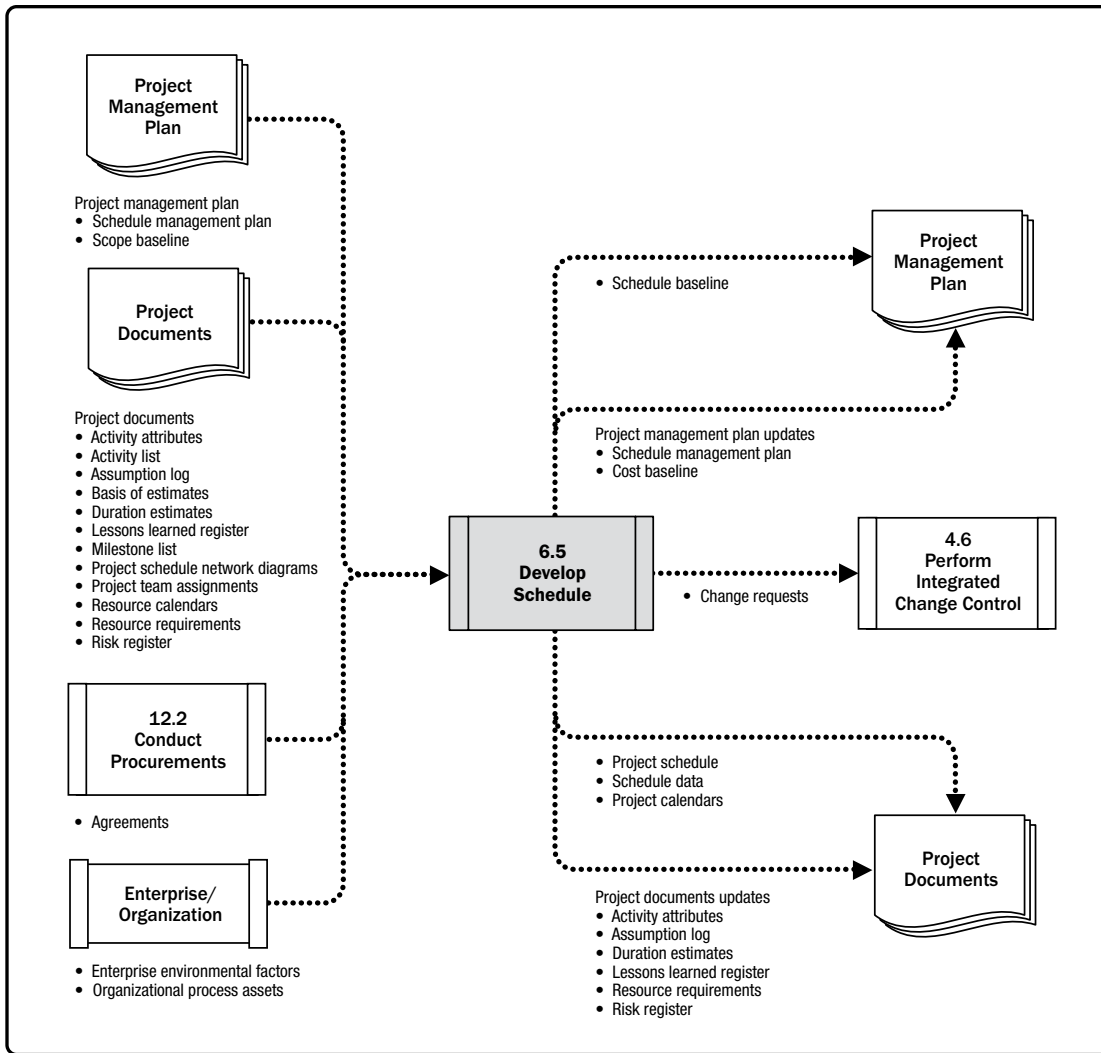 Project
Management
Plan
Project management plan
• Schedule management plan
• Scope baseline
Project
Documents
Project documents
• Activity attributes
• Activity list
• Assumption log
• Basis of estimates
• Duration estimates
• Lessons learned register
• Milestone list
• Project schedule network diagrams
• Project team assignments
• Resource calendars
• Resource requirements
• Risk register
12.2
Conduct
Procurements
• Agreements
Enterprise/
Organization
• Enterprise environmental factors
• Organizational process assets
6.5
Develop
Schedule
• Schedule baseline
Project
Management
Plan
Project management plan updates
• Schedule management plan
• Cost baseline
• Change requests
4.6
Perform
Integrated
Change Control
• Project schedule
• Schedule data
• Project calendars
Project
Documents
Project documents updates
• Activity attributes
• Assumption log
• Duration estimates
• Lessons learned register
• Resource requirements
• Risk register